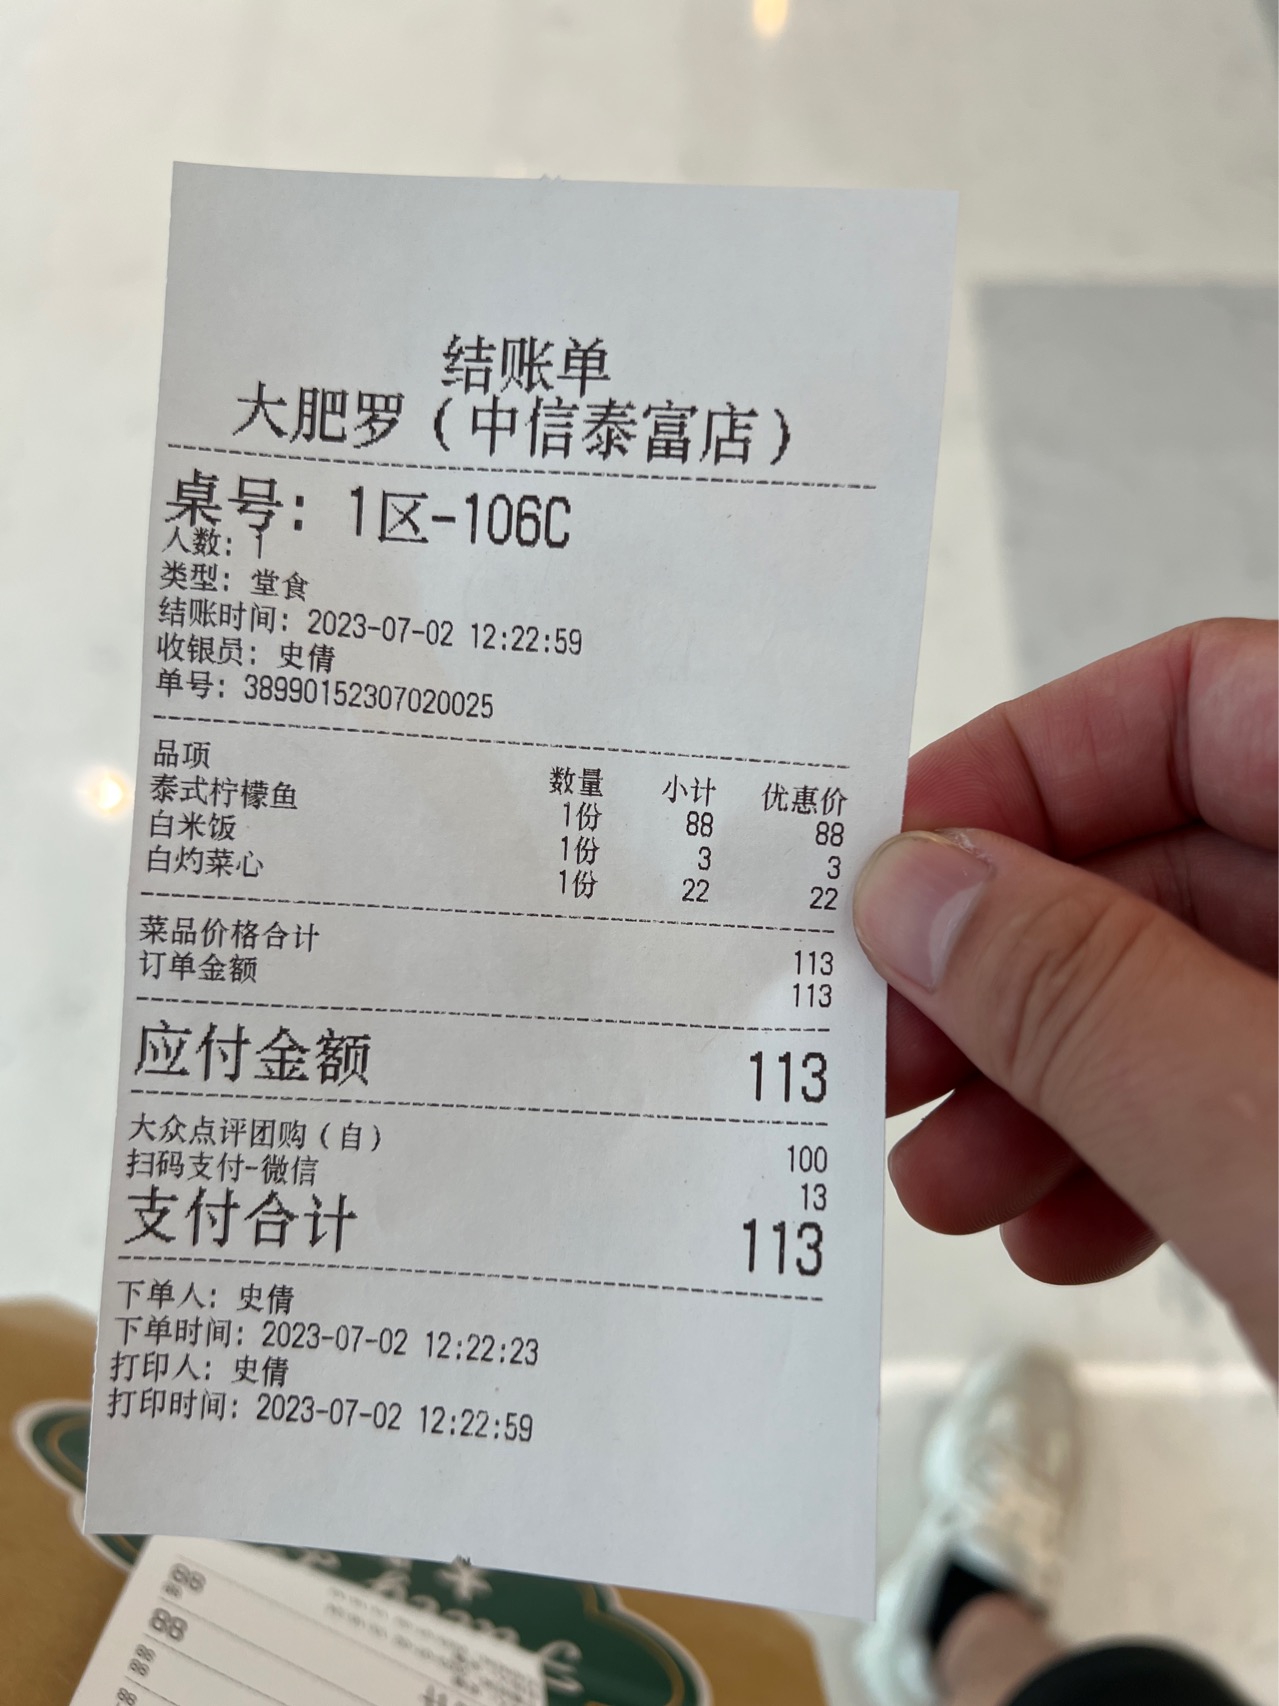 结账单
大肥罗（中信泰富店）
桌号：1区-106C
人数：1
类型：堂食
结账时间：2023-07-02 12:22:59
收银员：史倩
单号：38990152307020025
品项 数量 小计 优惠价
泰式柠檬鱼 1份 88 88
白米饭 1份 3 3
白灼菜心 1份 22 22
菜品价格合计 113
订单金额 113
应付金额 113
大众点评团购（自） 100
扫码支付-微信 13
支付合计 113
下单人：史倩
下单时间：2023-07-02 12:22:23
打印人：史倩
打印时间：2023-07-02 12:22:59
88
88